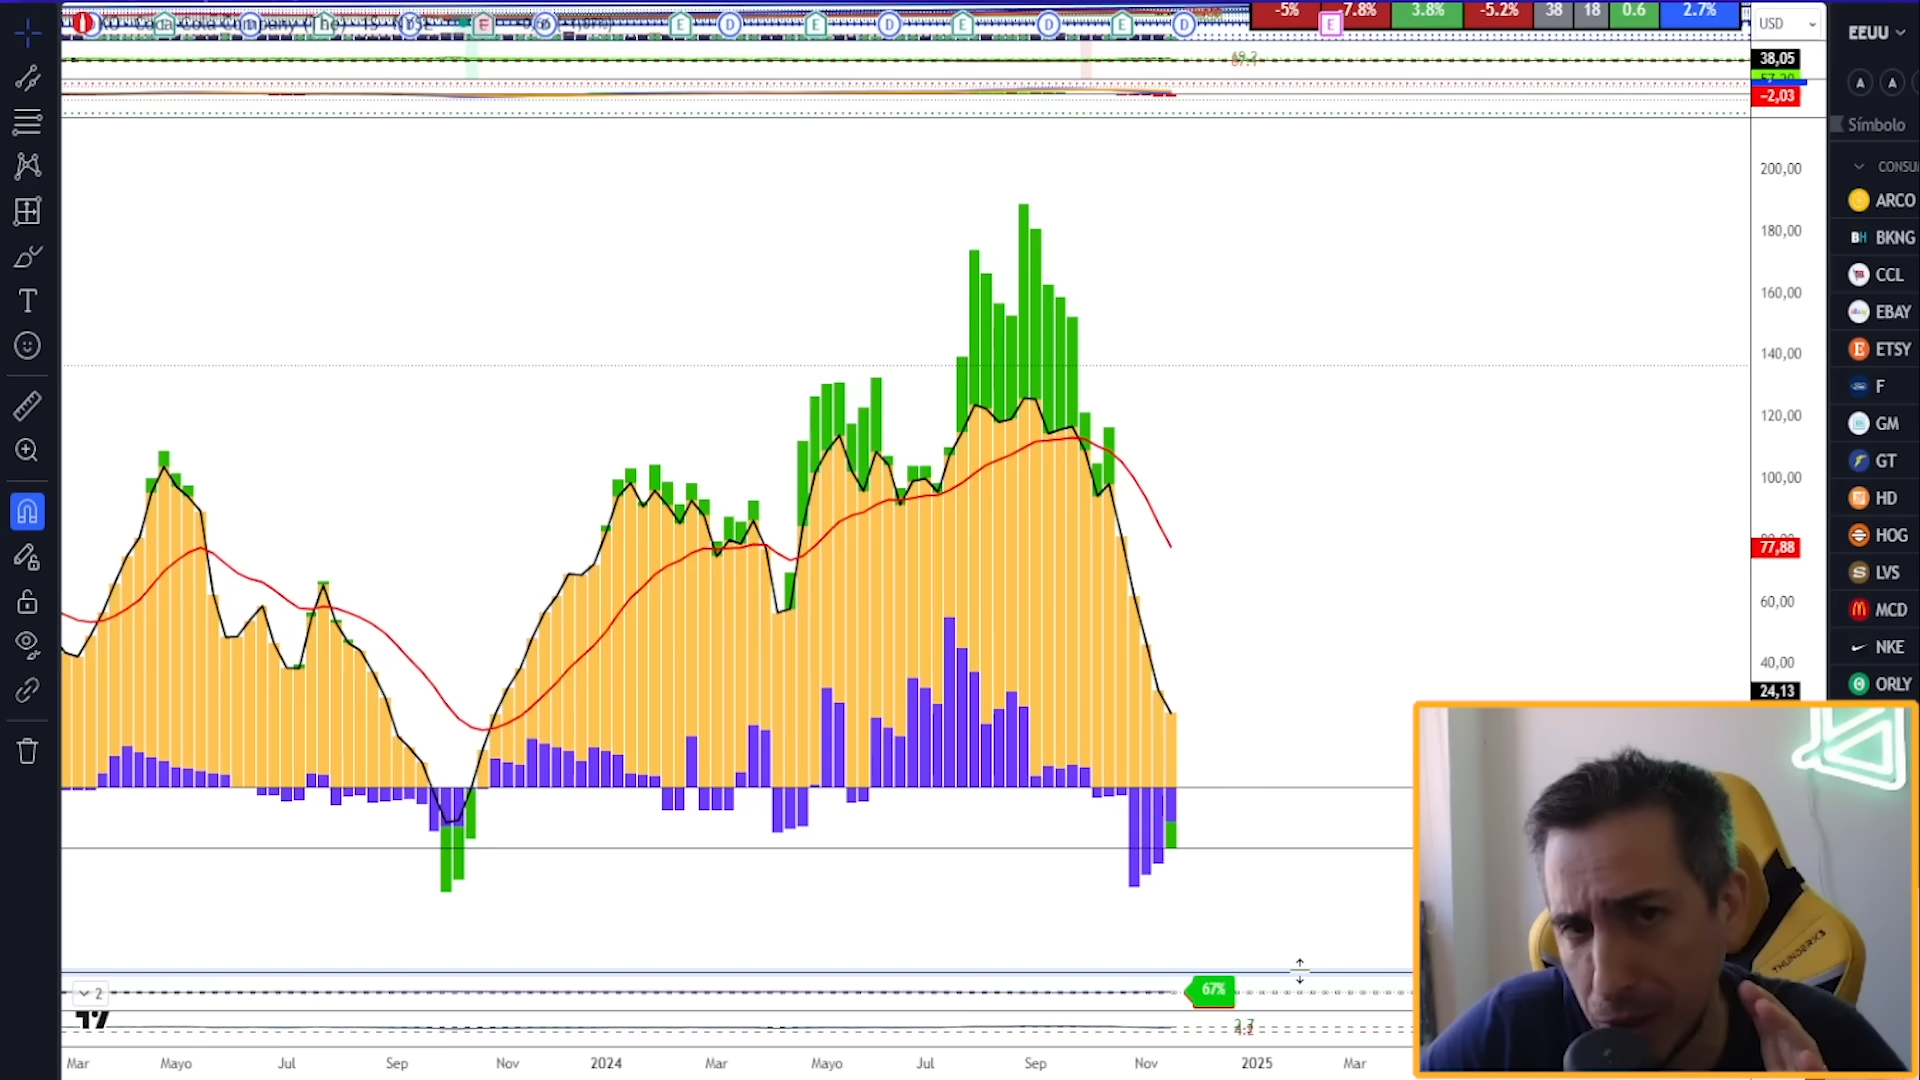 -5%
-7.8%
3.8%
-5.2%
38
18
0.6
2.7%
USD
EEUU
38,05
−2,03
A
A
Símbolo
200,00
180,00
160,00
140,00
120,00
100,00
77,88
60,00
40,00
24,13
ARCO
BKNG
CCL
EBAY
ETSY
F
GM
GT
HD
HOG
LVS
MCD
NKE
ORLY
E
D
E
D
E
D
E
D
E
THUNDERX3
2
67%
Mar
Mayo
Jul
Sep
Nov
2024
Mar
Mayo
Jul
Sep
Nov
2025
Mar